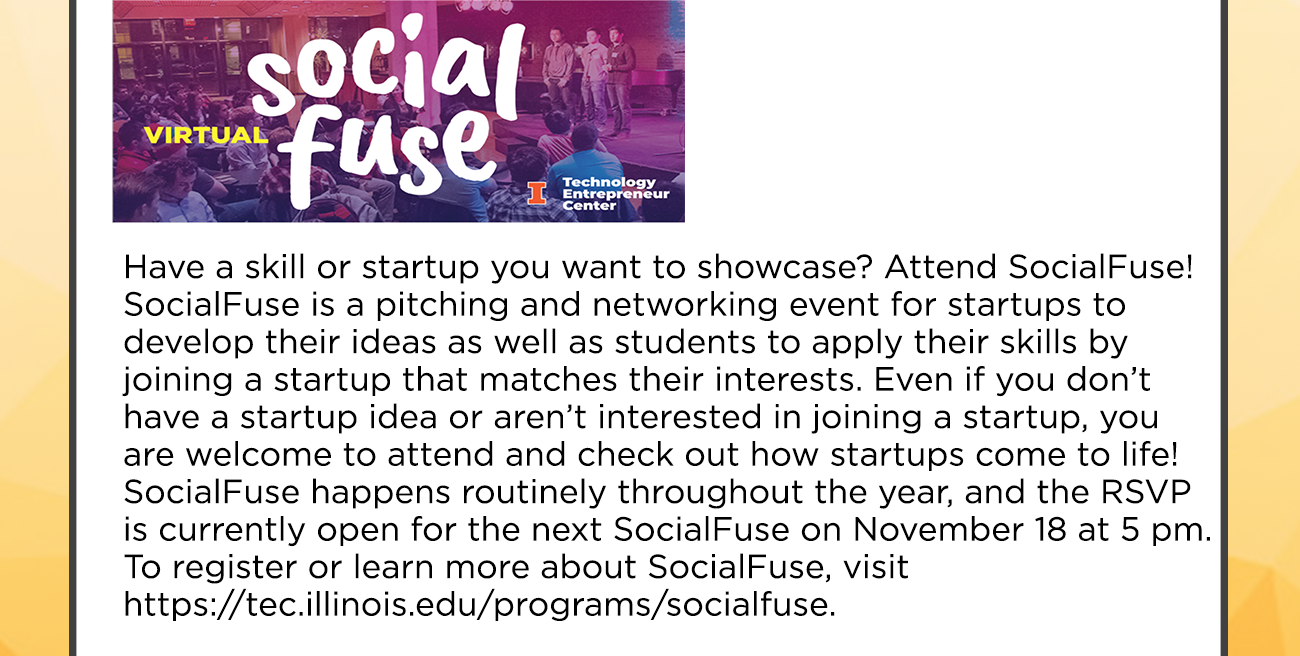 social
VIRTUAL fuse
I Technology
Entrepreneur
Center
Have a skill or startup you want to showcase? Attend SocialFuse!
SocialFuse is a pitching and networking event for startups to
develop their ideas as well as students to apply their skills by
joining a startup that matches their interests. Even if you don’t
have a startup idea or aren’t interested in joining a startup, you
are welcome to attend and check out how startups come to life!
SocialFuse happens routinely throughout the year, and the RSVP
is currently open for the next SocialFuse on November 18 at 5 pm.
To register or learn more about SocialFuse, visit
https://tec.illinois.edu/programs/socialfuse.